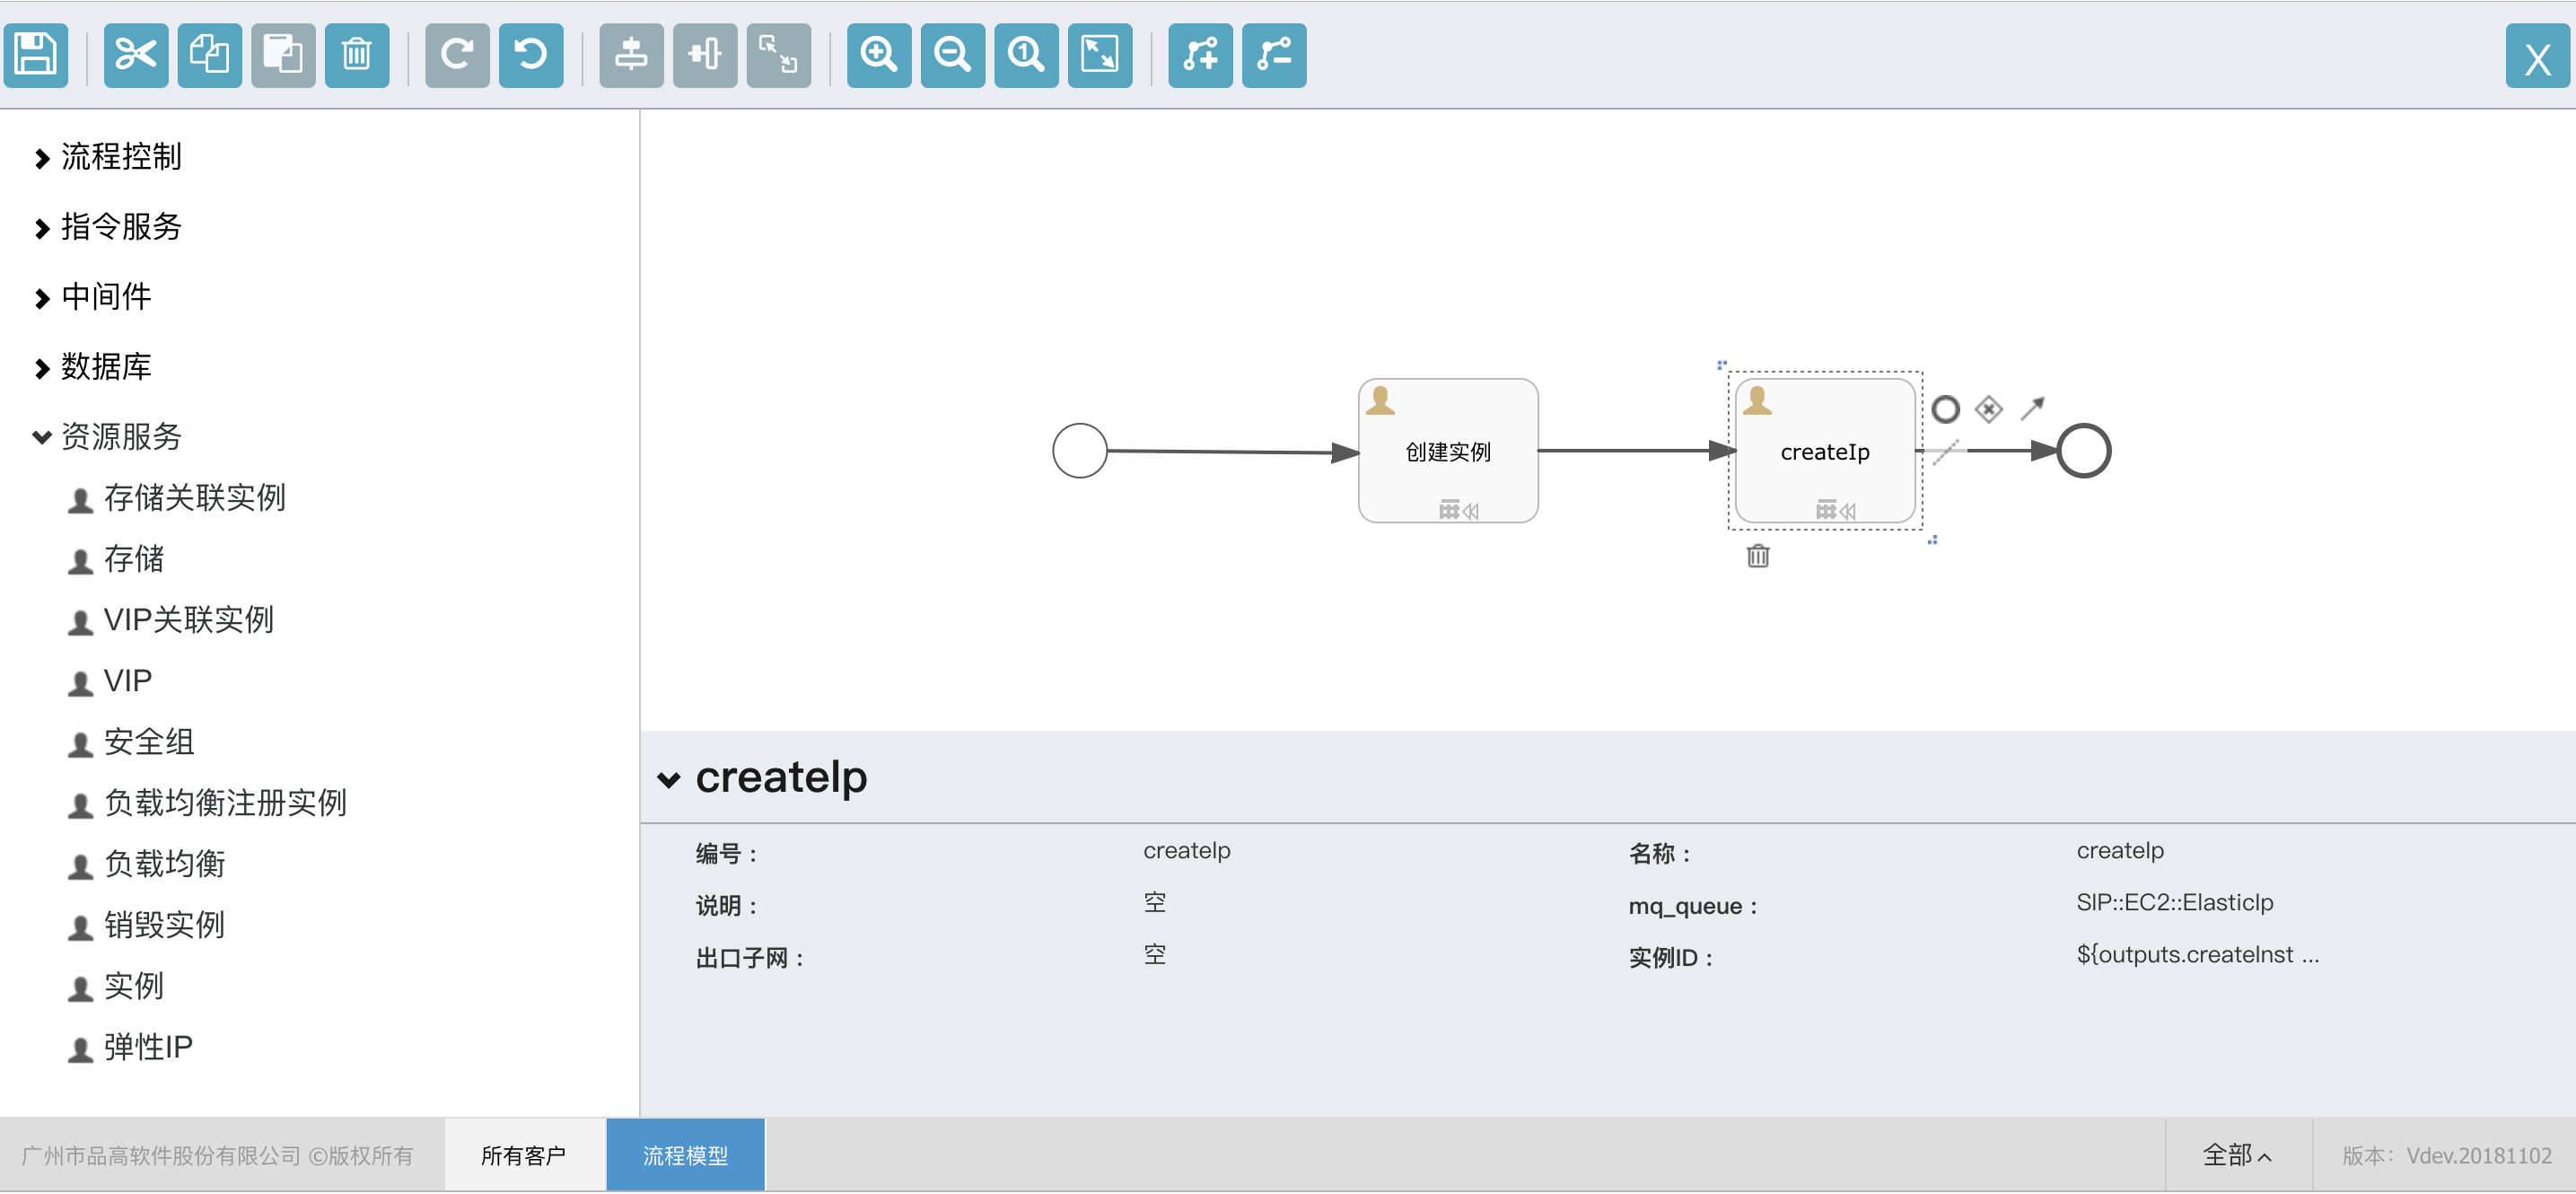 X
流程控制
指令服务
中间件
数据库
资源服务
存储关联实例
存储
VIP关联实例
VIP
安全组
负载均衡注册实例
负载均衡
销毁实例
实例
弹性IP
创建实例
createIp
createIp
编号： createIp 名称： createIp
说明： 空 mq_queue： SIP::EC2::ElasticIp
出口子网： 空 实例ID： ${outputs.createInst ...
广州市品高软件股份有限公司 ©版权所有 所有客户 流程模型 全部 版本：Vdev.20181102